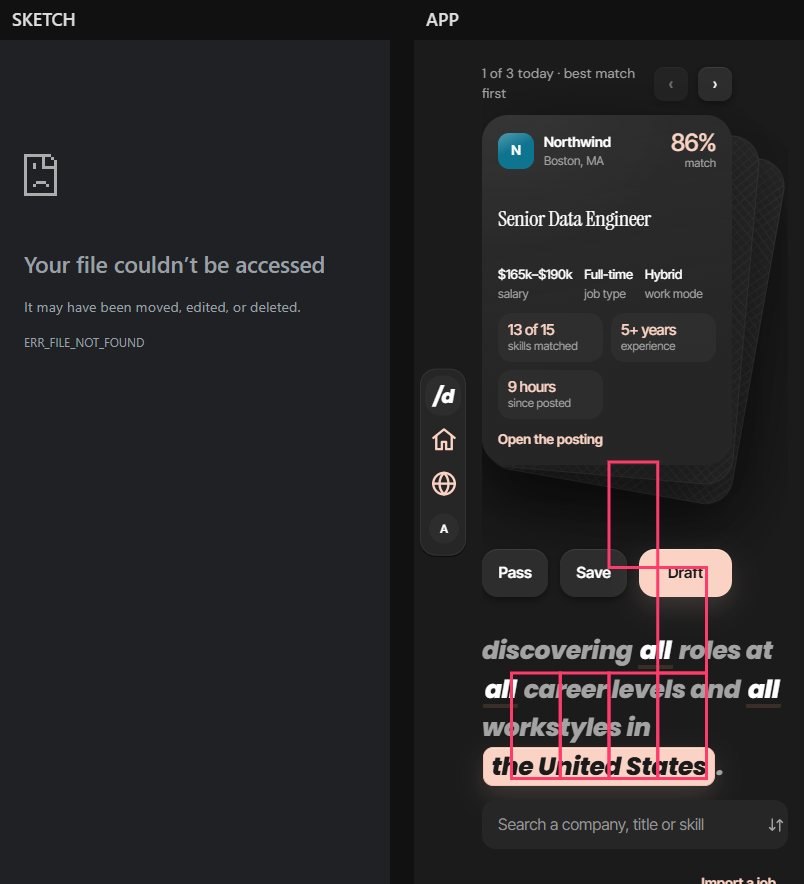 SKETCH
Your file couldn’t be accessed
It may have been moved, edited, or deleted.
ERR_FILE_NOT_FOUND
APP
1 of 3 today · best match
first
‹ ›
N Northwind 86%
Boston, MA match
Senior Data Engineer
$165k–$190k Full-time Hybrid
salary job type work mode
13 of 15 5+ years
skills matched experience
9 hours
since posted
Open the posting
/d
A
Pass Save Draft
discovering all roles at
all career levels and all
workstyles in
the United States .
Search a company, title or skill
Import a job